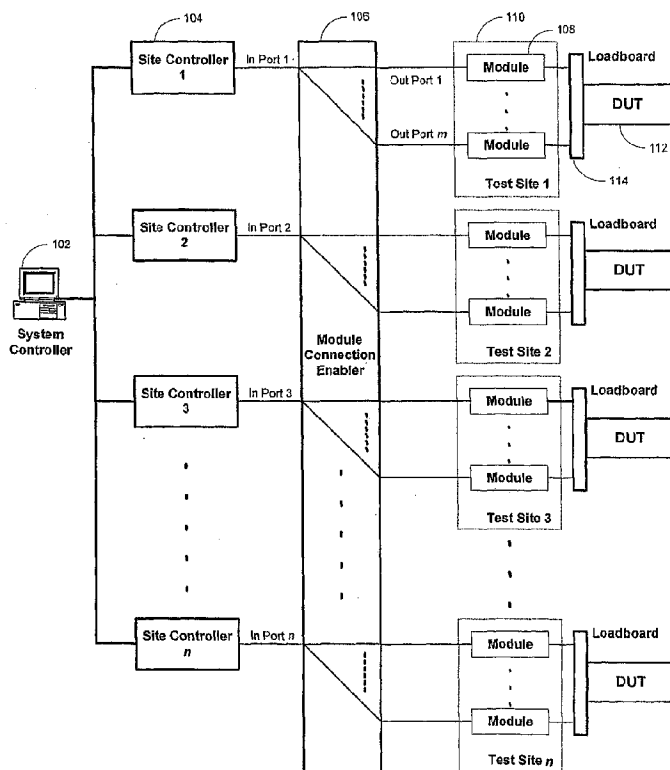 104
106
110
108
Site Controller
1
In Port 1
Out Port 1
Out Port m
Module
Module
Test Site 1
Loadboard
DUT
112
114
Site Controller
2
In Port 2
Module
Module
Test Site 2
Loadboard
DUT
102
System
Controller
Module
Connection
Enabler
Site Controller
3
In Port 3
Module
Module
Test Site 3
Loadboard
DUT
Site Controller
n
In Port n
Module
Module
Test Site n
Loadboard
DUT